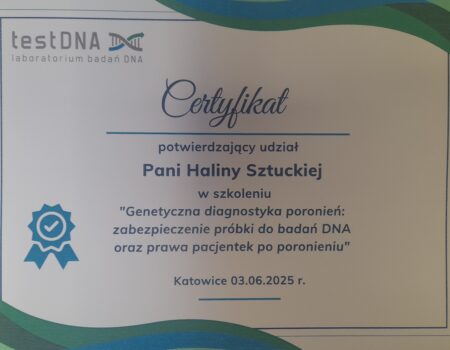 testDNA
laboratorium badań DNA
Certyfikat
potwierdzający udział
Pani Haliny Sztuckiej
w szkoleniu
"Genetyczna diagnostyka poronień:
zabezpieczenie próbki do badań DNA
oraz prawa pacjentek po poronieniu"
Katowice 03.06.2025 r.